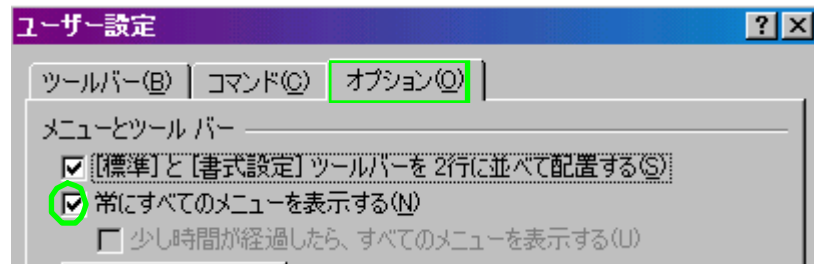 ユーザー設定
ツールバー(B) コマンド(C) オプション(O)
メニューとツール バー
[標準]と[書式設定]ツールバーを2行に並べて配置する(S)
常にすべてのメニューを表示する(N)
少し時間が経過したら、すべてのメニューを表示する(U)